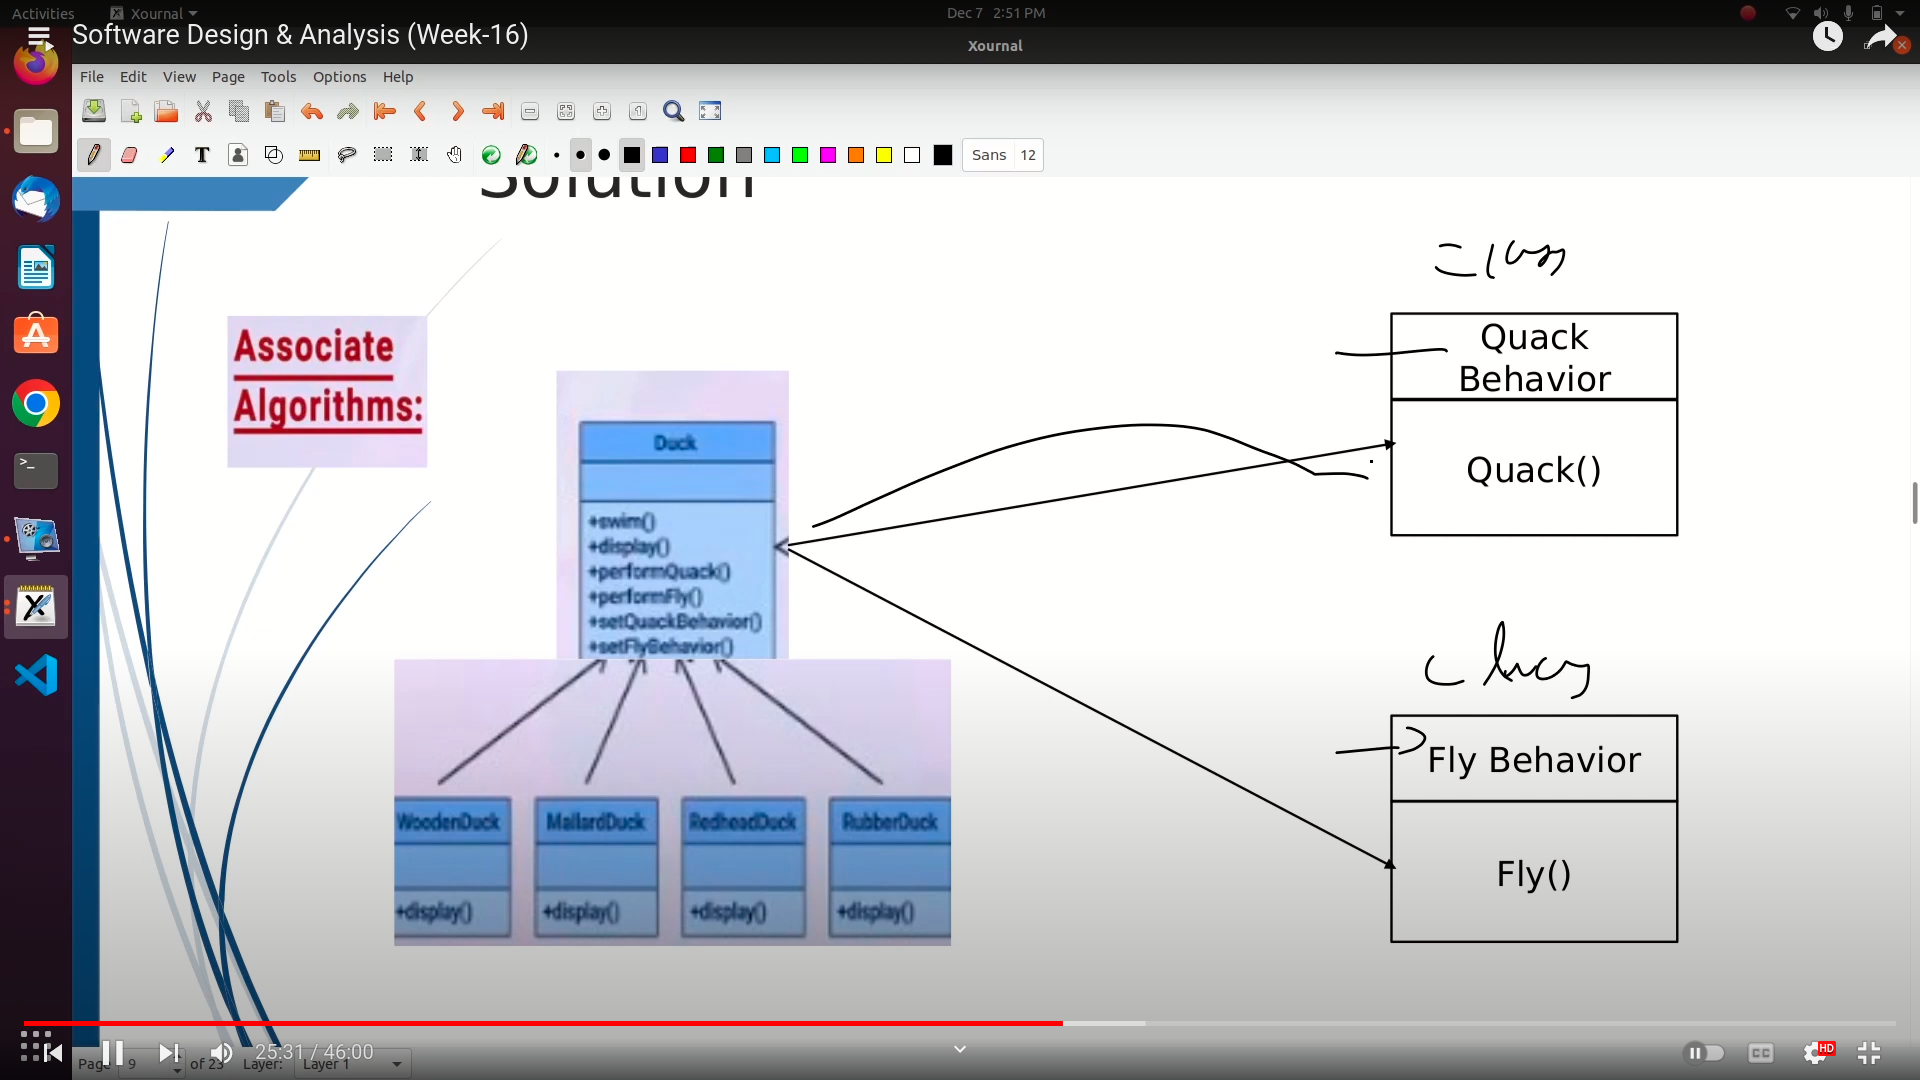 Activities
Xournal
Dec 7 2:51 PM
Software Design & Analysis (Week-16)
Xournal
File Edit View Page Tools Options Help
Sans 12
Solution
class
Associate
Algorithms:
Quack
Behavior
Quack()
Duck
+swim()
+display()
+performQuack()
+performFly()
+setQuackBehavior()
+setFlyBehavior()
Fly Behavior
Fly()
WoodenDuck
MallardDuck
RedheadDuck
RubberDuck
+display()
+display()
+display()
+display()
25:31 / 46:00
CC
HD
Page 9 of 23 Layer: Layer 1